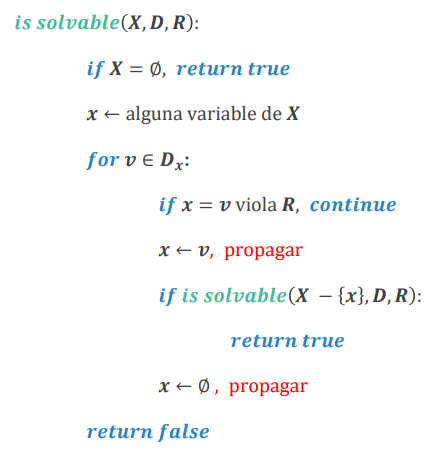 is solvable(X, D, R):
if X = ∅, return true
x ← alguna variable de X
for v ∈ Dₓ:
if x = v viola R, continue
x ← v, propagar
if is solvable(X − {x}, D, R):
return true
x ← ∅ , propagar
return false